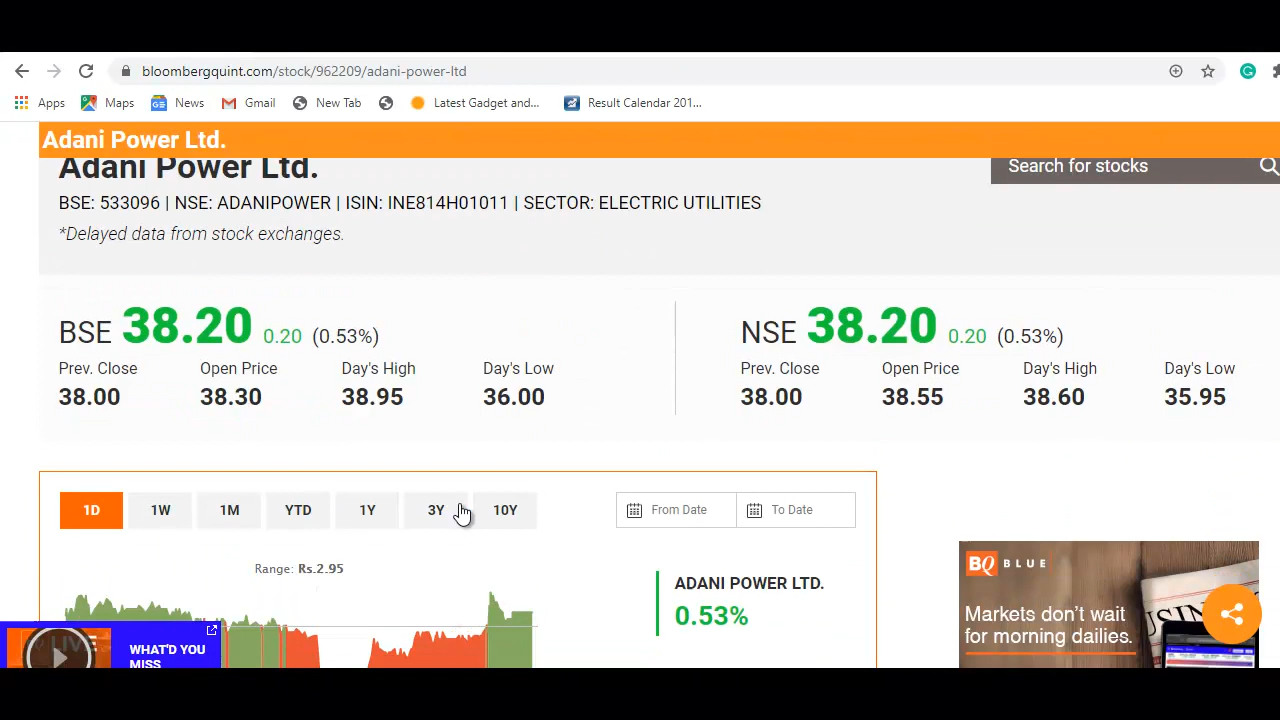 bloombergquint.com/stock/962209/adani-power-ltd
Apps Maps News Gmail New Tab Latest Gadget and... Result Calendar 201...
Adani Power Ltd.
Adani Power Ltd.
Search for stocks
BSE: 533096 | NSE: ADANIPOWER | ISIN: INE814H01011 | SECTOR: ELECTRIC UTILITIES
*Delayed data from stock exchanges.
BSE 38.20 0.20 (0.53%)
Prev. Close Open Price Day's High Day's Low
38.00 38.30 38.95 36.00
NSE 38.20 0.20 (0.53%)
Prev. Close Open Price Day's High Day's Low
38.00 38.55 38.60 35.95
1D 1W 1M YTD 1Y 3Y 10Y
From Date To Date
Range: Rs.2.95
ADANI POWER LTD.
0.53%
LIVE
WHAT'D YOU
MISS
BQ BLUE
Markets don't wait
for morning dailies.